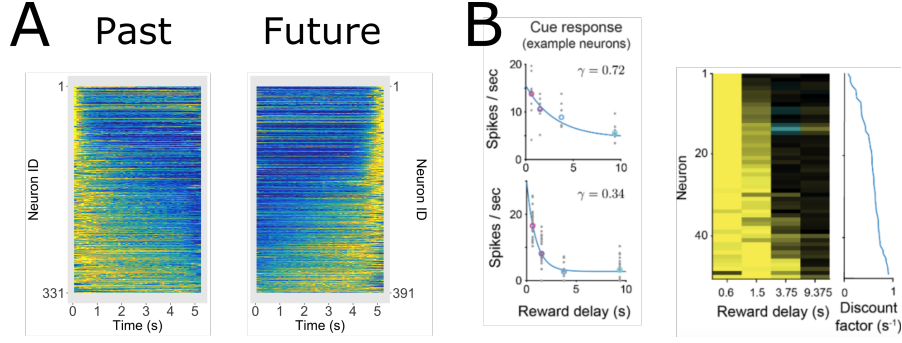 A
Past
Future
1
331
Neuron ID
0 1 2 3 4 5
Time (s)
1
391
Neuron ID
0 1 2 3 4 5
Time (s)
B
Cue response
(example neurons)
γ = 0.72
Spikes / sec
20
10
0
0 5 10
γ = 0.34
Spikes / sec
20
0
0 5 10
Reward delay (s)
Neuron
1
20
40
0.6 1.5 3.75 9.375
Reward delay (s)
0 1
Discount
factor (s⁻¹)